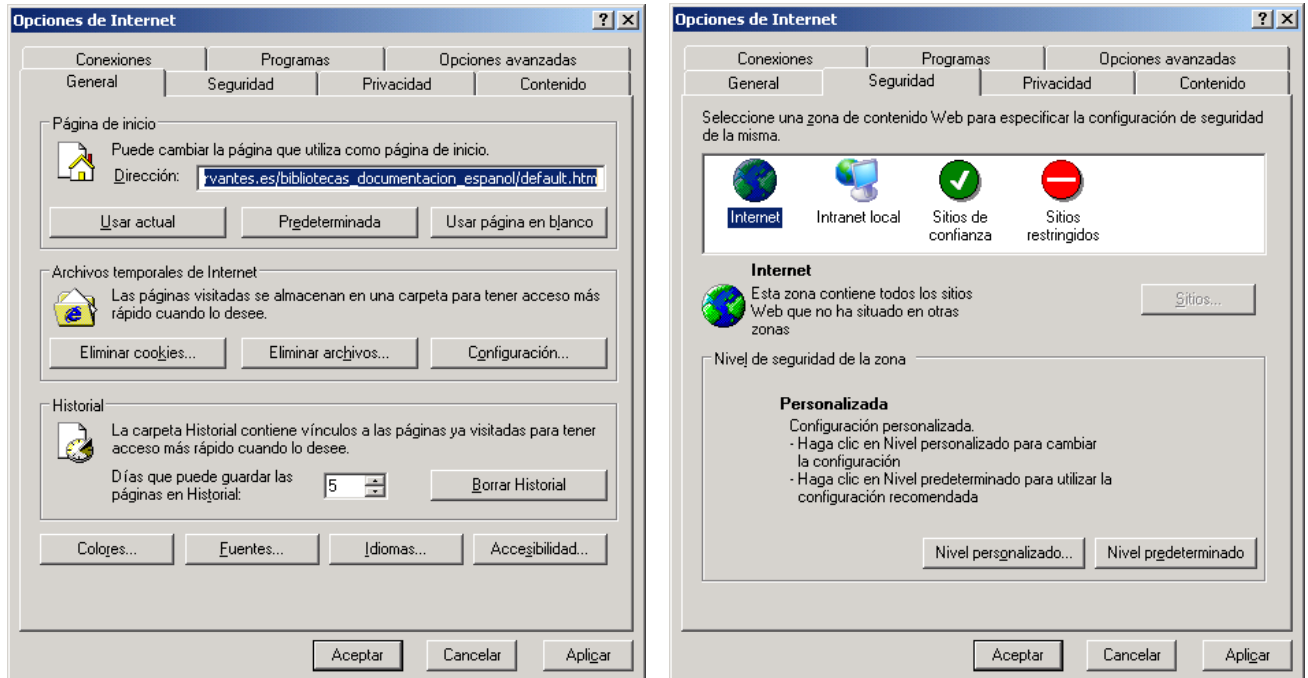 Opciones de Internet
Conexiones Programas Opciones avanzadas
General Seguridad Privacidad Contenido
Página de inicio
Puede cambiar la página que utiliza como página de inicio.
Dirección: rvantes.es/bibliotecas_documentacion_espanol/default.htm
Usar actual Predeterminada Usar página en blanco
Archivos temporales de Internet
Las páginas visitadas se almacenan en una carpeta para tener acceso más
rápido cuando lo desee.
Eliminar cookies... Eliminar archivos... Configuración...
Historial
La carpeta Historial contiene vínculos a las páginas ya visitadas para tener
acceso más rápido cuando lo desee.
Días que puede guardar las
páginas en Historial: 5 Borrar Historial
Colores... Fuentes... Idiomas... Accesibilidad...
Aceptar Cancelar Aplicar
Opciones de Internet
Conexiones Programas Opciones avanzadas
General Seguridad Privacidad Contenido
Seleccione una zona de contenido Web para especificar la configuración de seguridad
de la misma.
Internet Intranet local Sitios de
confianza Sitios
restringidos
Internet
Esta zona contiene todos los sitios
Web que no ha situado en otras
zonas
Sitios...
Nivel de seguridad de la zona
Personalizada
Configuración personalizada.
- Haga clic en Nivel personalizado para cambiar
la configuración
- Haga clic en Nivel predeterminado para utilizar la
configuración recomendada
Nivel personalizado... Nivel predeterminado
Aceptar Cancelar Aplicar